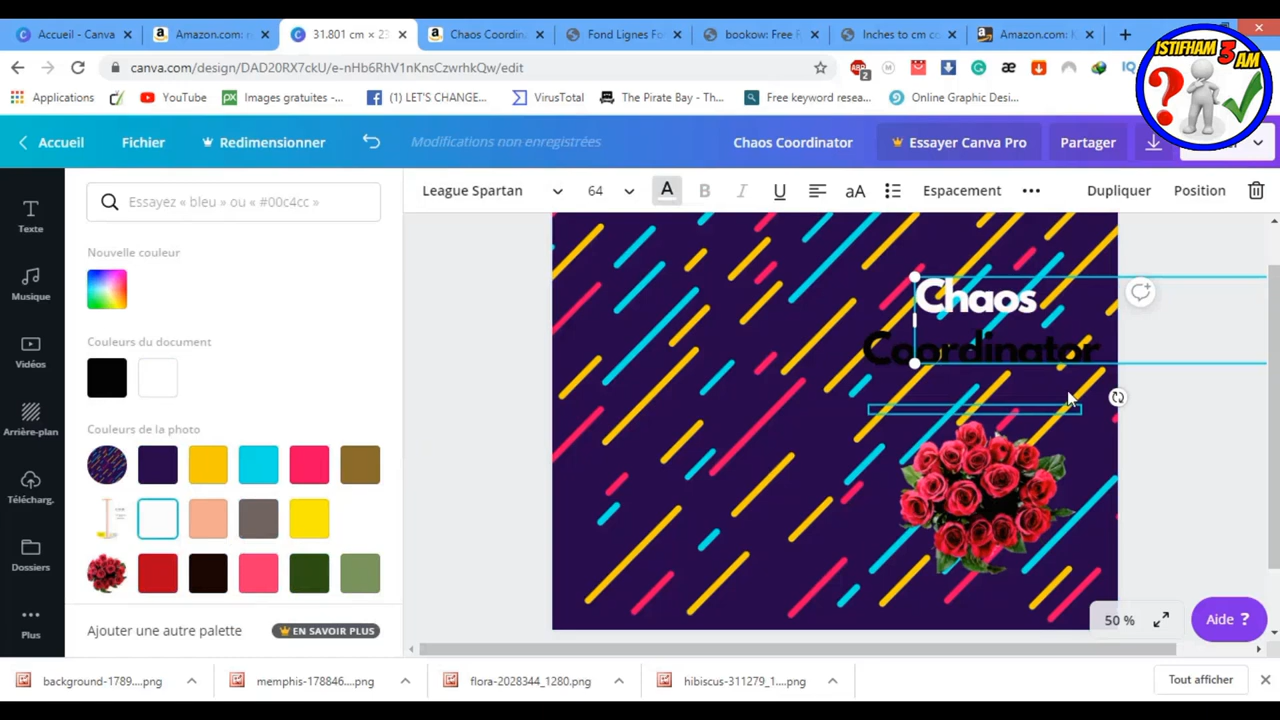 Accueil - Canva
Amazon.com: n
31.801 cm × 23
Chaos Coordin
Fond Lignes Fo
bookow: Free
Inches to cm co
Amazon.com: K
canva.com/design/DAD20RX7ckU/e-nHb6RhV1nKnsCzwrhkQw/edit
Applications
YouTube
Images gratuites -...
(1) LET'S CHANGE...
VirusTotal
The Pirate Bay - Th...
Free keyword resea...
Online Graphic Desi...
ISTIFHAM
3
AM
Accueil
Fichier
Redimensionner
Modifications non enregistrées
Chaos Coordinator
Essayer Canva Pro
Partager
Essayez « bleu » ou « #00c4cc »
League Spartan
64
A
B
I
U
aA
Espacement
Dupliquer
Position
Texte
Musique
Vidéos
Arrière-plan
Télécharg.
Dossiers
Plus
Nouvelle couleur
Couleurs du document
Couleurs de la photo
Ajouter une autre palette
EN SAVOIR PLUS
Chaos
Coordinator
50 %
Aide ?
background-1789....png
memphis-178846....png
flora-2028344_1280.png
hibiscus-311279_1....png
Tout afficher